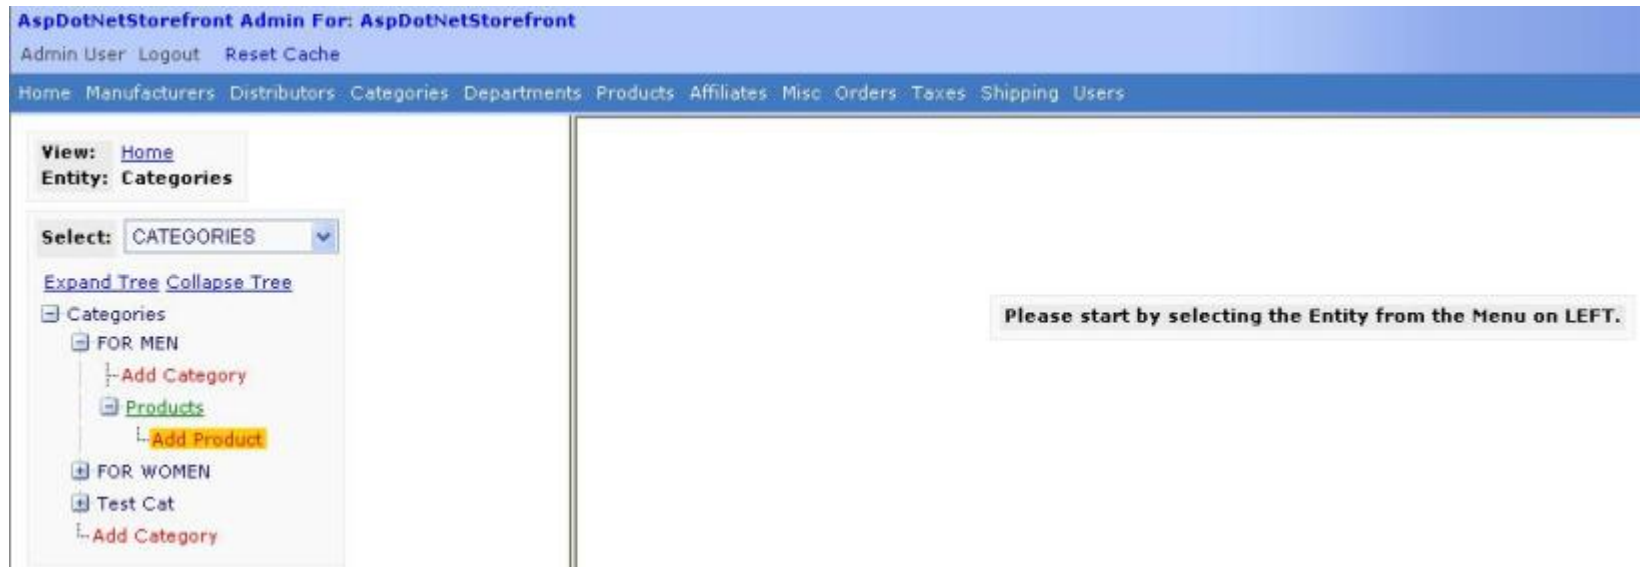 AspDotNetStorefront Admin For: AspDotNetStorefront
Admin User Logout Reset Cache
Home Manufacturers Distributors Categories Departments Products Affiliates Misc Orders Taxes Shipping Users
View: Home
Entity: Categories
Select: CATEGORIES
Expand Tree Collapse Tree
Categories
FOR MEN
Add Category
Products
Add Product
FOR WOMEN
Test Cat
Add Category
Please start by selecting the Entity from the Menu on LEFT.